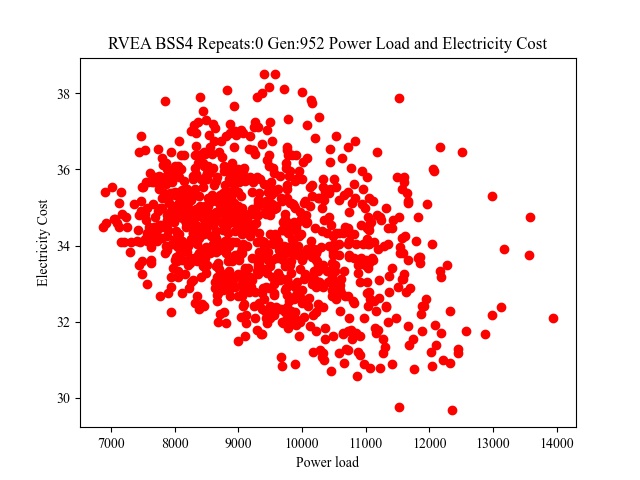 RVEA BSS4 Repeats:0 Gen:952 Power Load and Electricity Cost
38
36
34
32
30
Electricity Cost
7000 8000 9000 10000 11000 12000 13000 14000
Power load